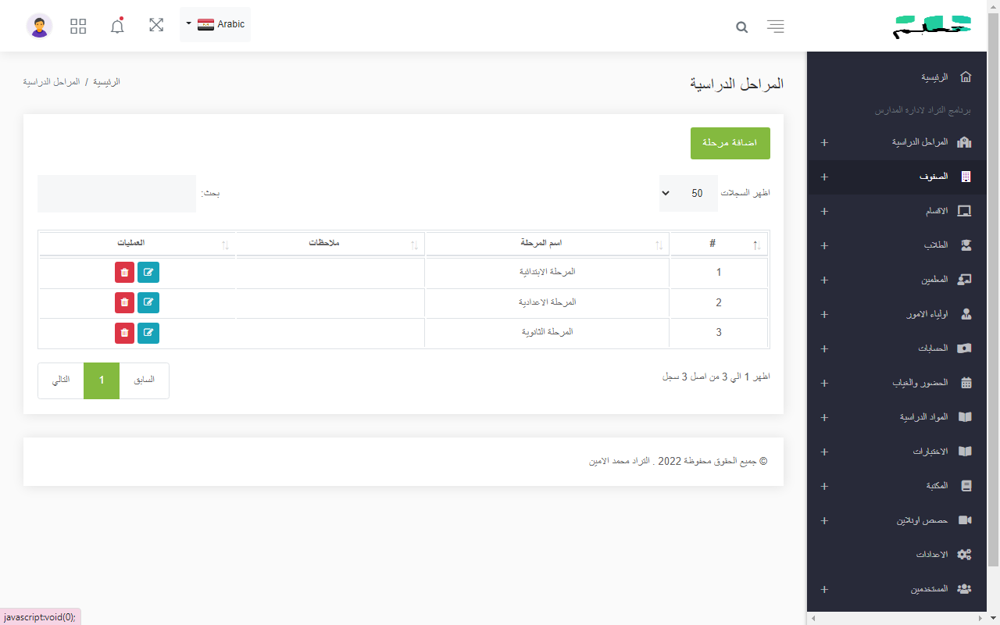 Arabic
الرئيسية
برنامج التراد لادارة المدارس
المراحل الدراسية
الصفوف
الاقسام
الطلاب
المعلمين
اولياء الامور
الحسابات
الحضور والغياب
المواد الدراسية
الاختبارات
المكتبة
حصص اونلاين
الاعدادات
المستخدمين
المراحل الدراسية
الرئيسية / المراحل الدراسية
اضافة مرحلة
اظهر السجلات 50
بحث:
# اسم المرحلة ملاحظات العمليات
1 المرحلة الابتدائية
2 المرحلة الاعدادية
3 المرحلة الثانوية
اظهر 1 الي 3 من اصل 3 سجل
السابق 1 التالي
© جميع الحقوق محفوظة 2022 . التراد محمد الامين
javascript:void(0);